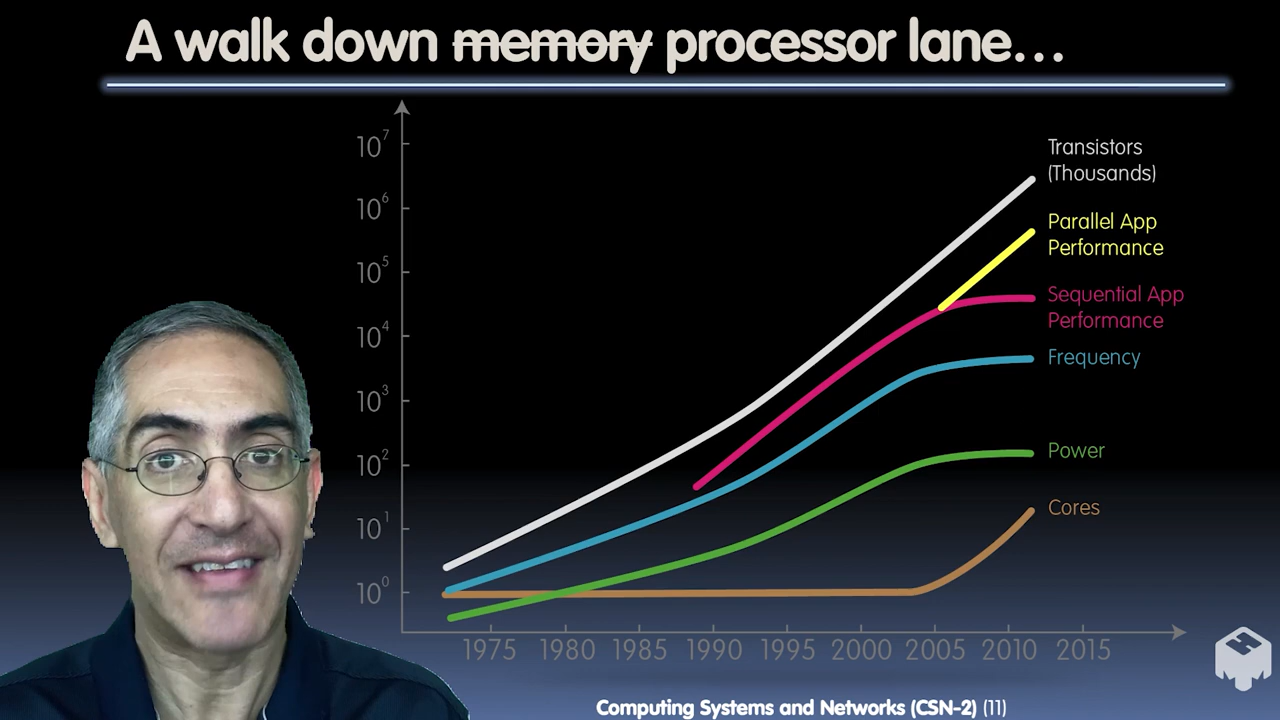 A walk down memory processor lane...
10^7
10^6
10^5
10^4
10^3
10^2
10^1
10^0
Transistors
(Thousands)
Parallel App
Performance
Sequential App
Performance
Frequency
Power
Cores
1975 1980 1985 1990 1995 2000 2005 2010 2015
Computing Systems and Networks (CSN-2) (11)